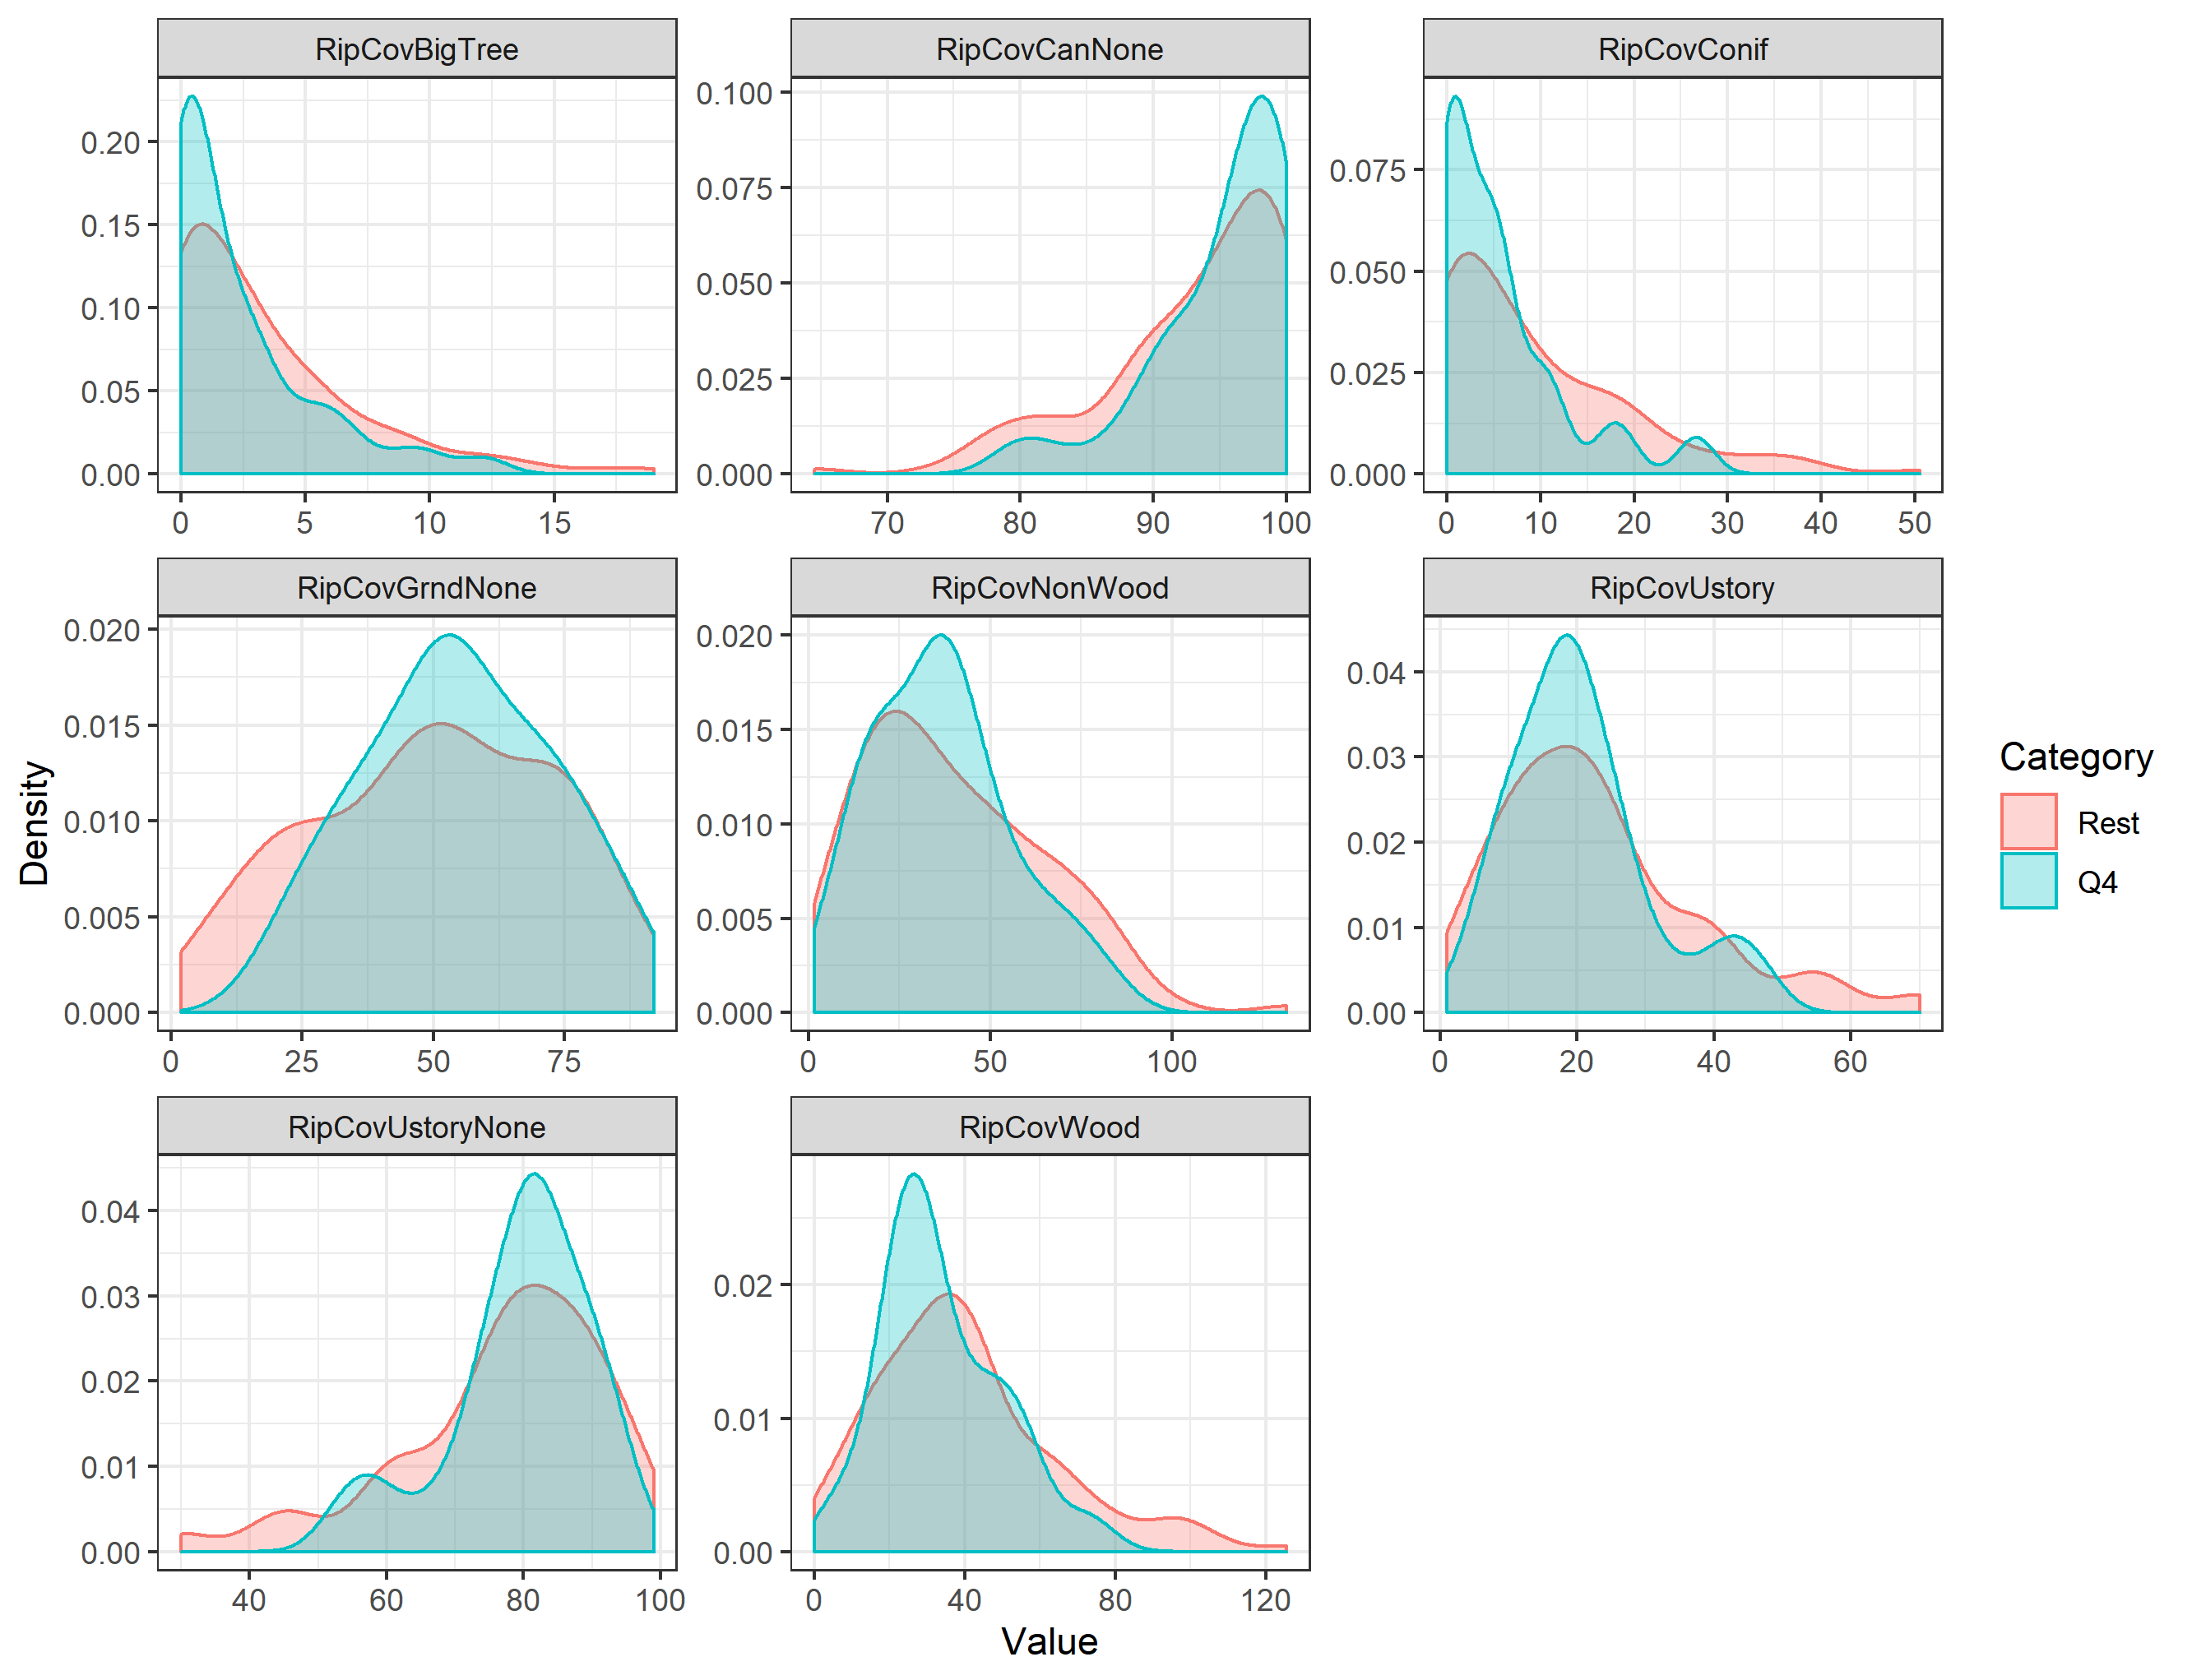 RipCovBigTree
RipCovCanNone
RipCovConif
0.20
0.15
0.10
0.05
0.00
0 5 10 15
0.100
0.075
0.050
0.025
0.000
70 80 90 100
0.075
0.050
0.025
0.000
0 10 20 30 40 50
RipCovGrndNone
RipCovNonWood
RipCovUstory
0.020
0.015
0.010
0.005
0.000
0 25 50 75
0.020
0.015
0.010
0.005
0.000
0 50 100
0.04
0.03
0.02
0.01
0.00
0 20 40 60
RipCovUstoryNone
RipCovWood
0.04
0.03
0.02
0.01
0.00
40 60 80 100
0.02
0.01
0.00
0 40 80 120
Density
Value
Category
Rest
Q4